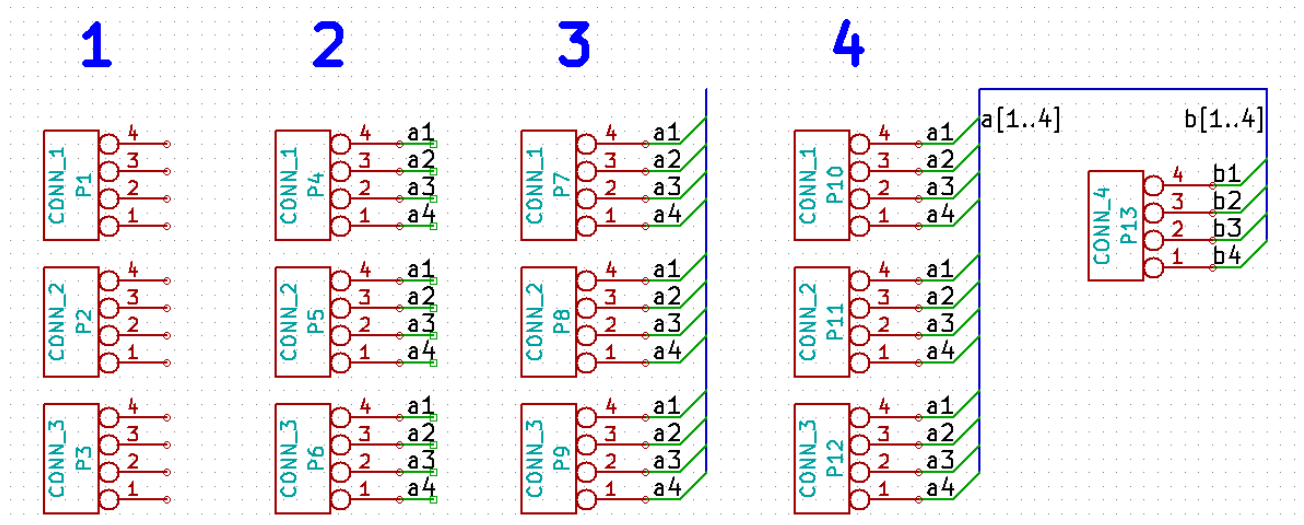 1 2 3 4
CONN_1
P1
4
3
2
1
CONN_2
P2
4
3
2
1
CONN_3
P3
4
3
2
1
CONN_1
P4
4 a1
3 a2
2 a3
1 a4
CONN_2
P5
4 a1
3 a2
2 a3
1 a4
CONN_3
P6
4 a1
3 a2
2 a3
1 a4
CONN_1
P7
4 a1
3 a2
2 a3
1 a4
CONN_2
P8
4 a1
3 a2
2 a3
1 a4
CONN_3
P9
4 a1
3 a2
2 a3
1 a4
CONN_1
P10
4 a1
3 a2
2 a3
1 a4
CONN_2
P11
4 a1
3 a2
2 a3
1 a4
CONN_3
P12
4 a1
3 a2
2 a3
1 a4
a[1..4] b[1..4]
CONN_4
P13
4 b1
3 b2
2 b3
1 b4